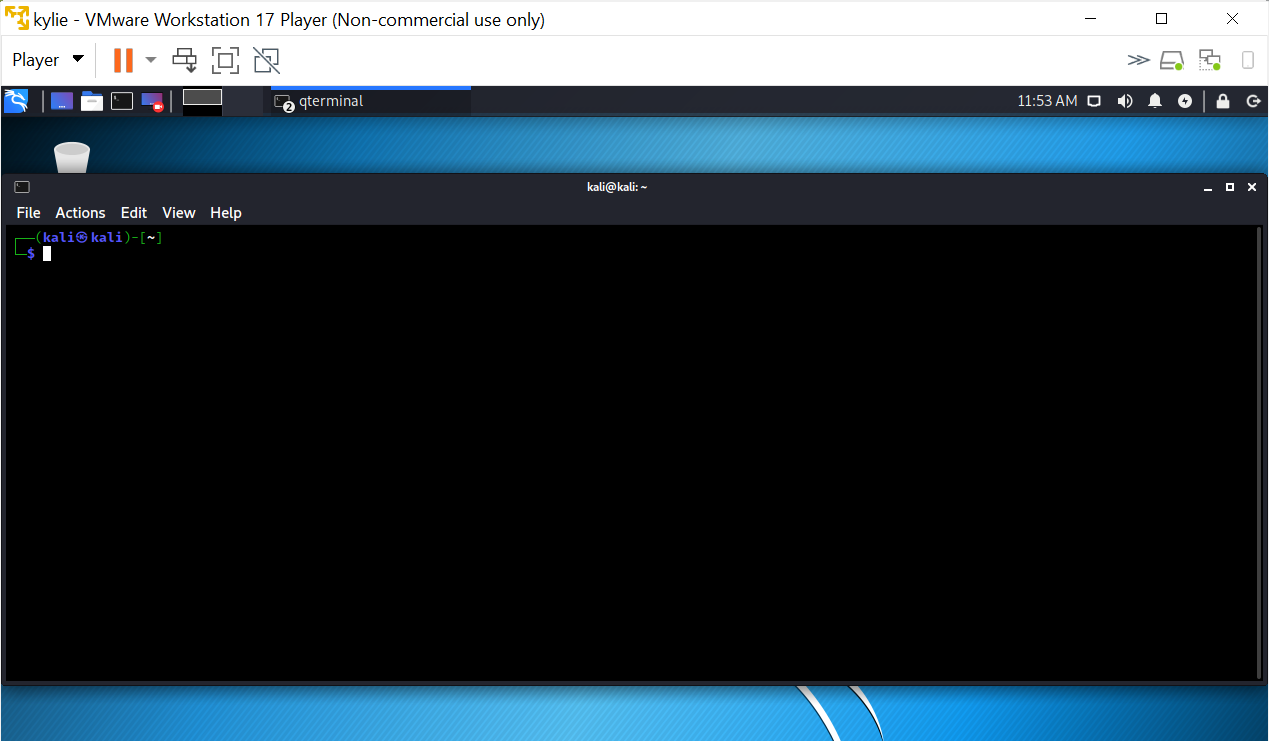 kylie - VMware Workstation 17 Player (Non-commercial use only)
Player
2 qterminal 11:53 AM
kali@kali: ~
File Actions Edit View Help
┌──(kali㉿kali)-[~]
└─$